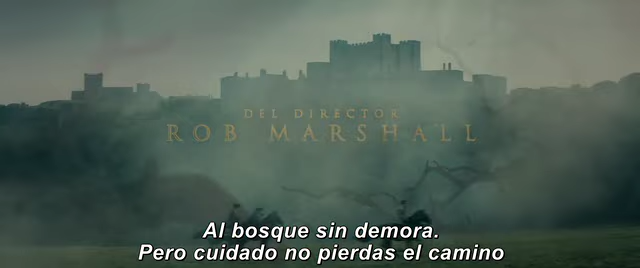 DEL DIRECTOR
ROB MARSHALL
Al bosque sin demora.
Pero cuidado no pierdas el camino